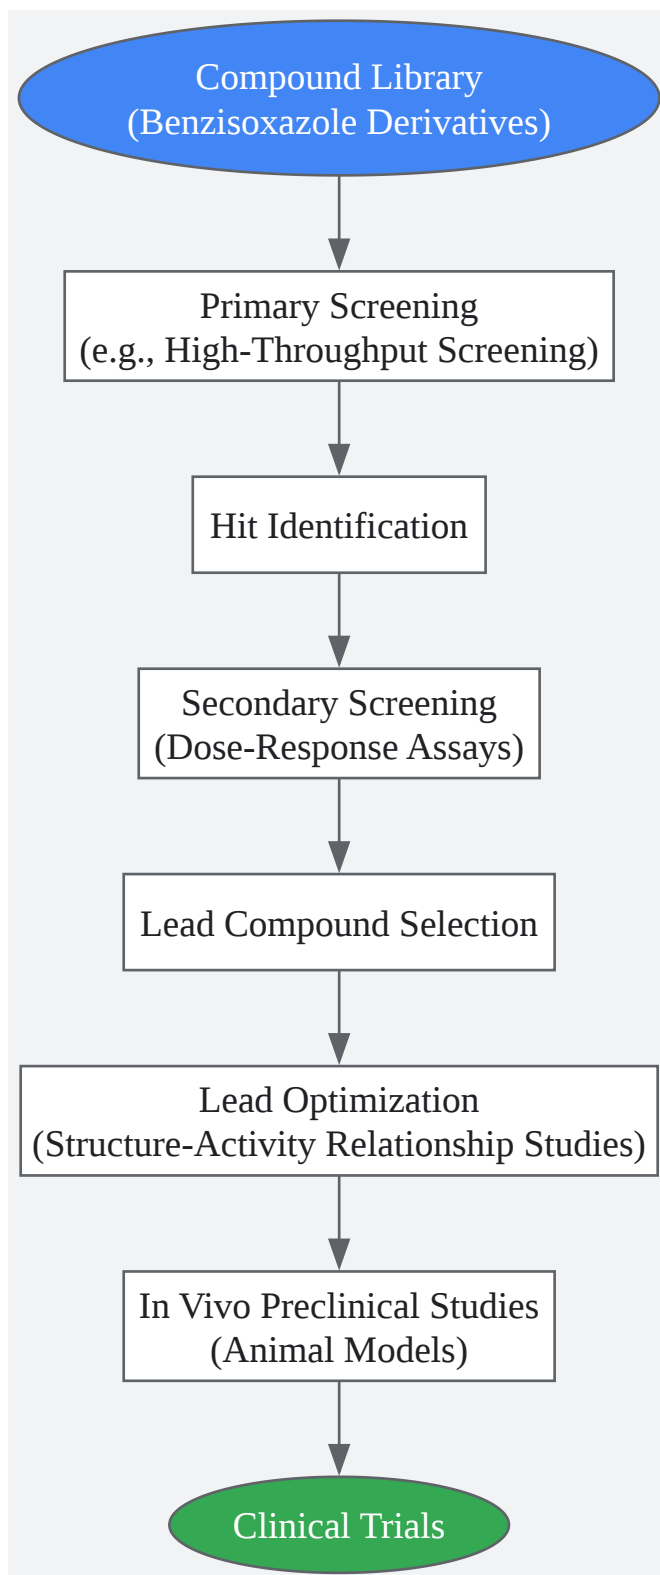 Compound Library
(Benzisoxazole Derivatives)
Primary Screening
(e.g., High-Throughput Screening)
Hit Identification
Secondary Screening
(Dose-Response Assays)
Lead Compound Selection
Lead Optimization
(Structure-Activity Relationship Studies)
In Vivo Preclinical Studies
(Animal Models)
Clinical Trials